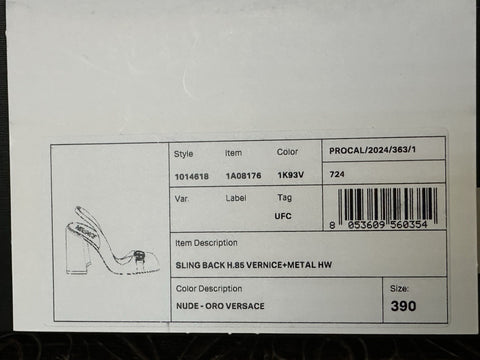 Style Item Color PROCAL/2024/363/1
1014618 1A08176 1K93V 724
Var. Label Tag
UFC
8 053609 560354
Item Description
SLING BACK H.85 VERNICE+METAL HW
Color Description Size:
NUDE - ORO VERSACE 390